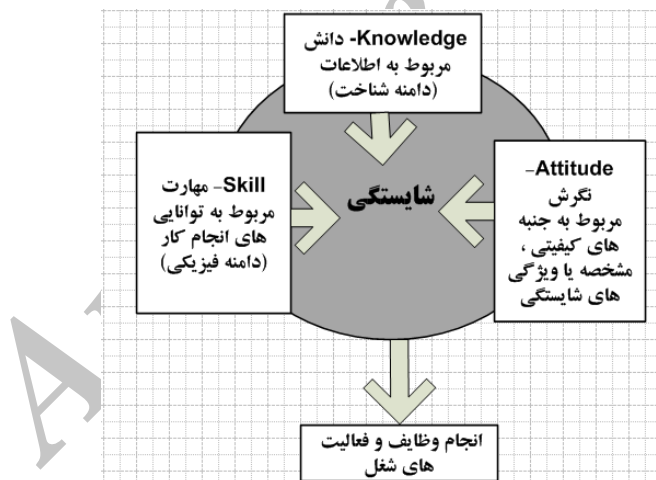 Knowledge- دانش
مربوط به اطلاعات
(دامنه شناخت)
Skill– مهارت
مربوط به توانایی
های انجام کار
(دامنه فیزیکی)
شایستگی
Attitude–
نگرش
مربوط به جنبه
های کیفیتی ،
مشخصه یا ویژگی
های شایستگی
انجام وظایف و فعالیت
های شغل